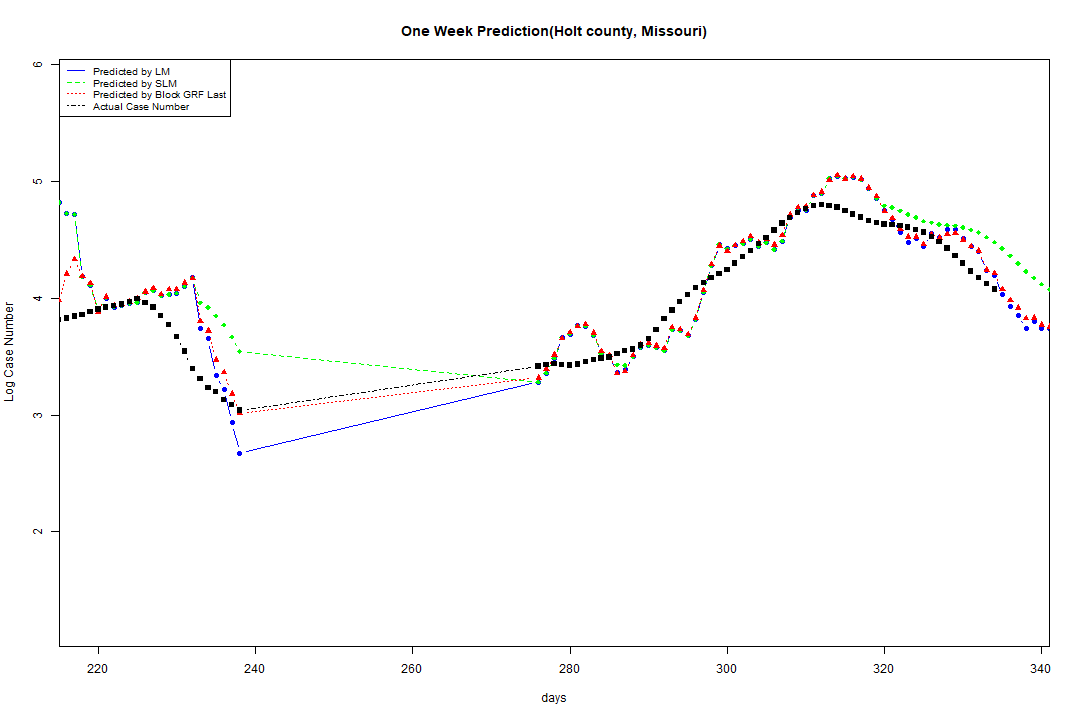 One Week Prediction(Holt county, Missouri)
Predicted by LM
Predicted by SLM
Predicted by Block GRF Last
Actual Case Number
Log Case Number
6
5
4
3
2
220 240 260 280 300 320 340
days